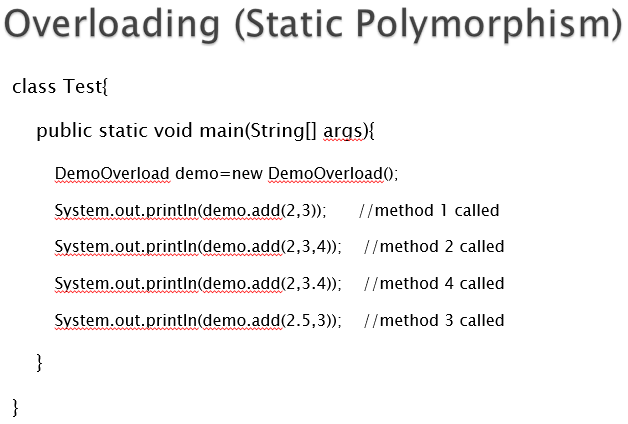 Overloading (Static Polymorphism)
class Test{
public static void main(String[] args){
DemoOverload demo=new DemoOverload();
System.out.println(demo.add(2,3)); //method 1 called
System.out.println(demo.add(2,3,4)); //method 2 called
System.out.println(demo.add(2,3.4)); //method 4 called
System.out.println(demo.add(2.5,3)); //method 3 called
}
}